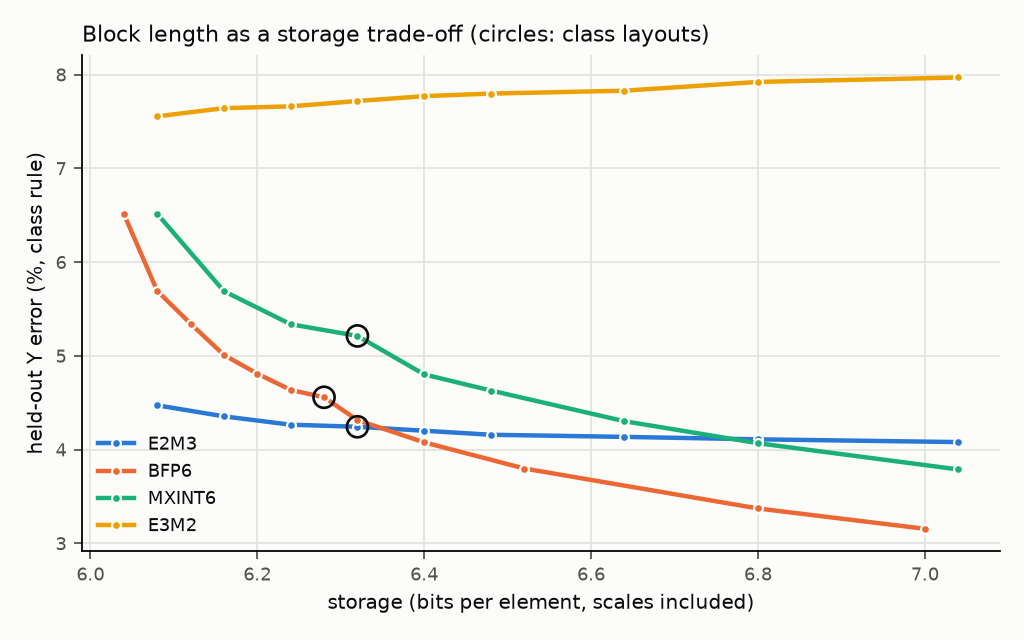 Block length as a storage trade-off (circles: class layouts)
held-out Y error (%, class rule)
8
7
6
5
4
3
E2M3
BFP6
MXINT6
E3M2
6.0 6.2 6.4 6.6 6.8 7.0
storage (bits per element, scales included)